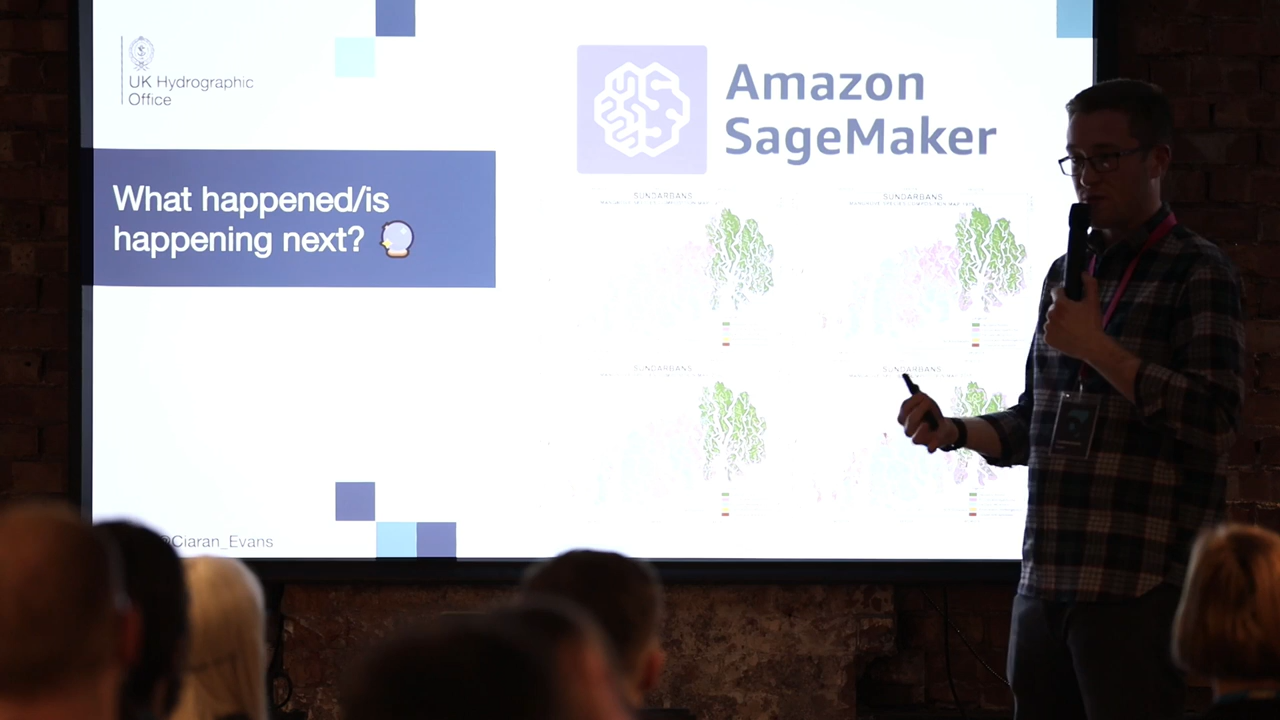 UK Hydrographic
Office
Amazon
SageMaker
What happened/is
happening next?
SUNDARBANS
SUNDARBANS
SUNDARBANS
SUNDARBANS
@Ciaran_Evans